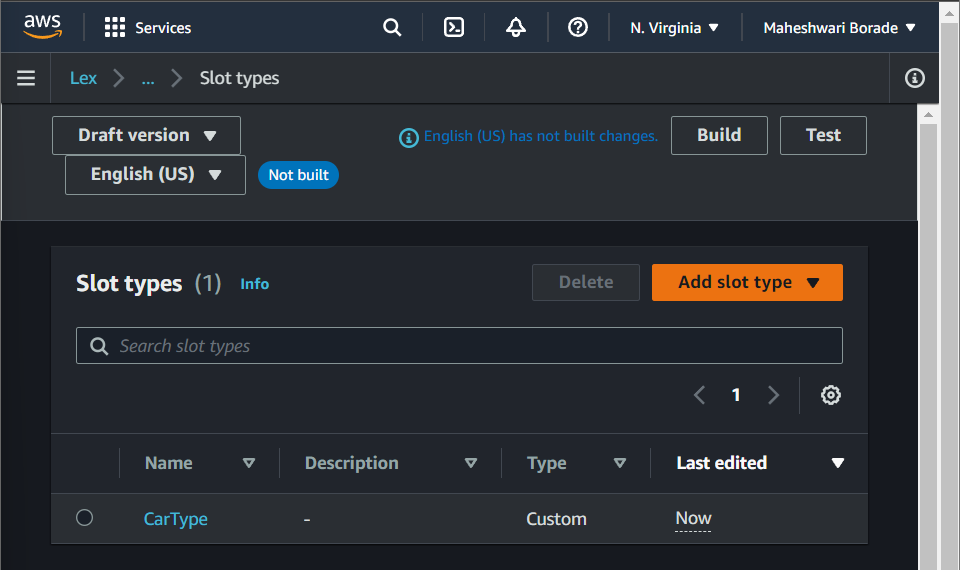 aws Services N. Virginia Maheshwari Borade
Lex ... Slot types
Draft version English (US) has not built changes. Build Test
English (US) Not built
Slot types (1) Info Delete Add slot type
Search slot types
1
Name Description Type Last edited
CarType - Custom Now